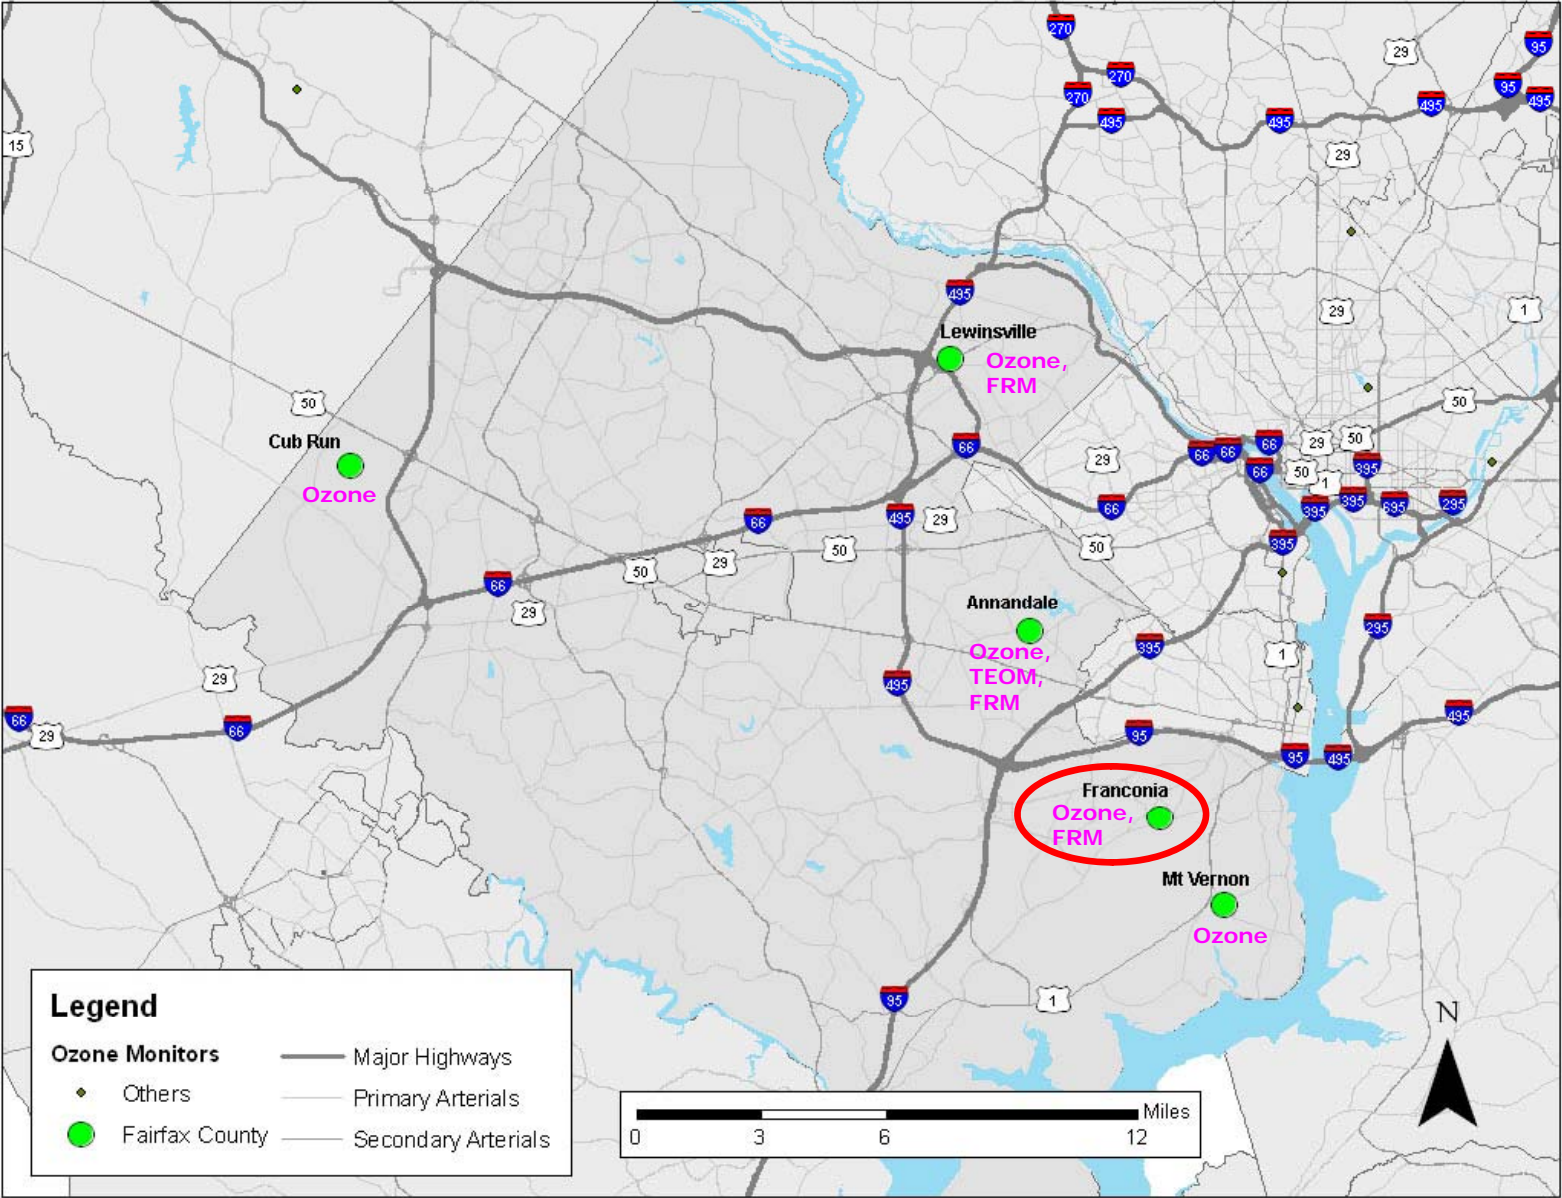 270
29
95
270
270
95
495
495
495
495
15
29
29
495
1
Lewinsville
Ozone,
FRM
50
50
Cub Run
Ozone
66
29
66
66
66
29
50
50
395
1
66
66
395
395
695
295
66
495
29
50
50
29
50
395
66
29
Annandale
Ozone,
TEOM,
FRM
395
1
295
29
495
66
29
66
95
495
95
495
Franconia
Ozone,
FRM
Mt Vernon
Ozone
95
1
N
Legend
Ozone Monitors
Others
Fairfax County
Major Highways
Primary Arterials
Secondary Arterials
Miles
0 3 6 12